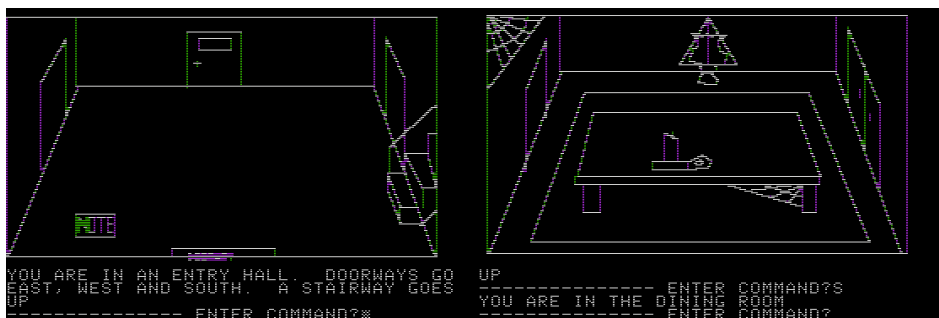 NOTE
YOU ARE IN AN ENTRY HALL. DOORWAYS GO
EAST, WEST AND SOUTH. A STAIRWAY GOES
UP
--------------- ENTER COMMAND?
UP
--------------- ENTER COMMAND?S
YOU ARE IN THE DINING ROOM
--------------- ENTER COMMAND?